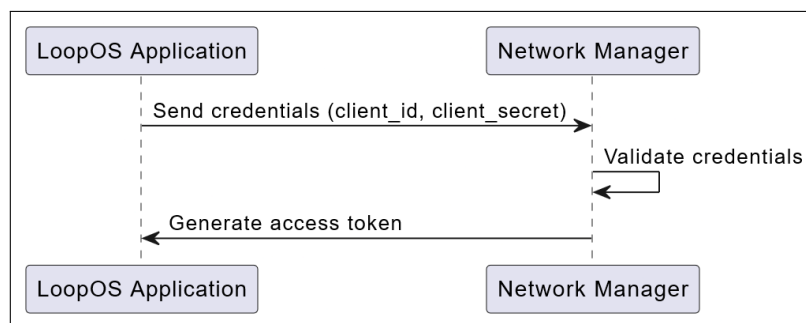 LoopOS Application
Network Manager
Send credentials (client_id, client_secret)
Validate credentials
Generate access token
LoopOS Application
Network Manager